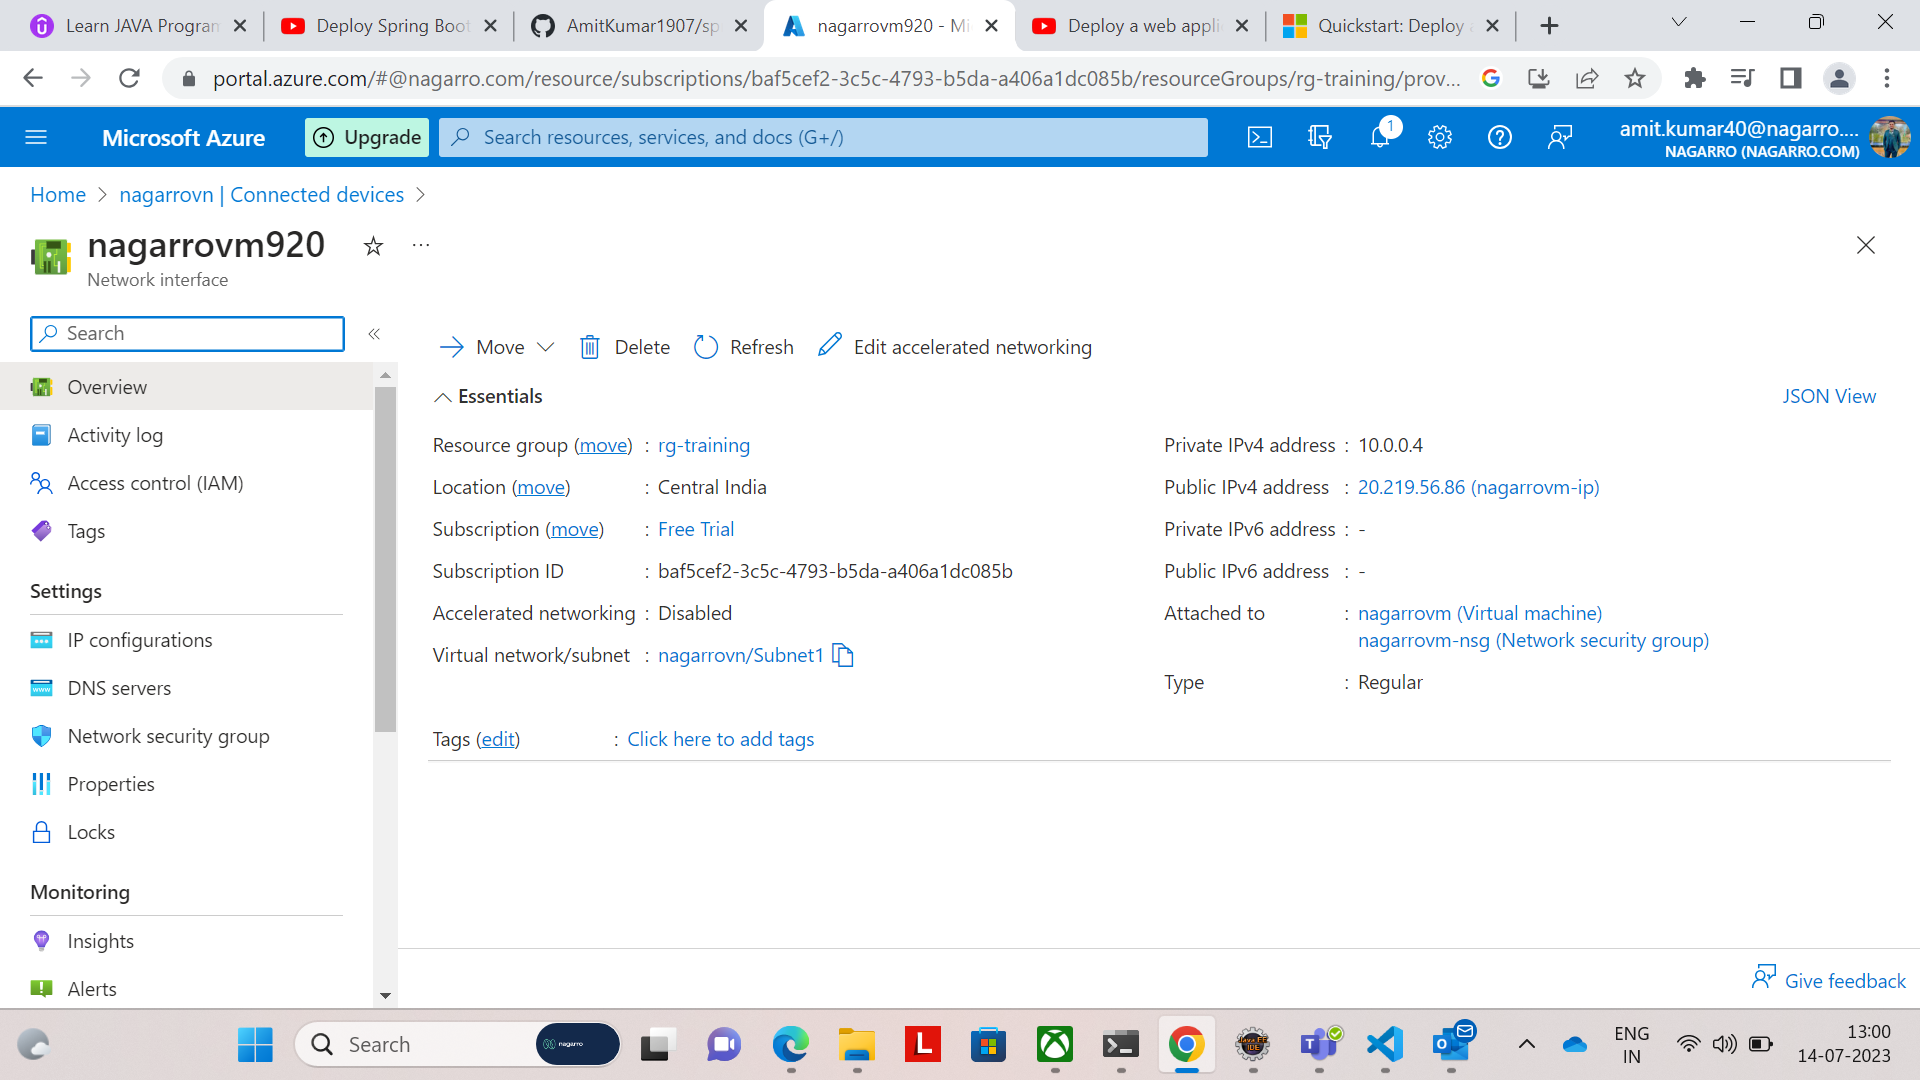 Learn JAVA Program
Deploy Spring Boot
AmitKumar1907/sp
nagarrovm920 - Mi
Deploy a web appli
Quickstart: Deploy a
portal.azure.com/#@nagarro.com/resource/subscriptions/baf5cef2-3c5c-4793-b5da-a406a1dc085b/resourceGroups/rg-training/prov...
Microsoft Azure
Upgrade
Search resources, services, and docs (G+/)
1
amit.kumar40@nagarro....
NAGARRO (NAGARRO.COM)
Home > nagarrovn | Connected devices >
nagarrovm920
Network interface
Search
Move
Delete
Refresh
Edit accelerated networking
Overview
Activity log
Access control (IAM)
Tags
Settings
IP configurations
DNS servers
Network security group
Properties
Locks
Monitoring
Insights
Alerts
Essentials
JSON View
Resource group (move) : rg-training
Location (move) : Central India
Subscription (move) : Free Trial
Subscription ID : baf5cef2-3c5c-4793-b5da-a406a1dc085b
Accelerated networking : Disabled
Virtual network/subnet : nagarrovn/Subnet1
Private IPv4 address : 10.0.0.4
Public IPv4 address : 20.219.56.86 (nagarrovm-ip)
Private IPv6 address : -
Public IPv6 address : -
Attached to : nagarrovm (Virtual machine)
nagarrovm-nsg (Network security group)
Type : Regular
Tags (edit) : Click here to add tags
Give feedback
Search
nagarro
ENG
IN
13:00
14-07-2023